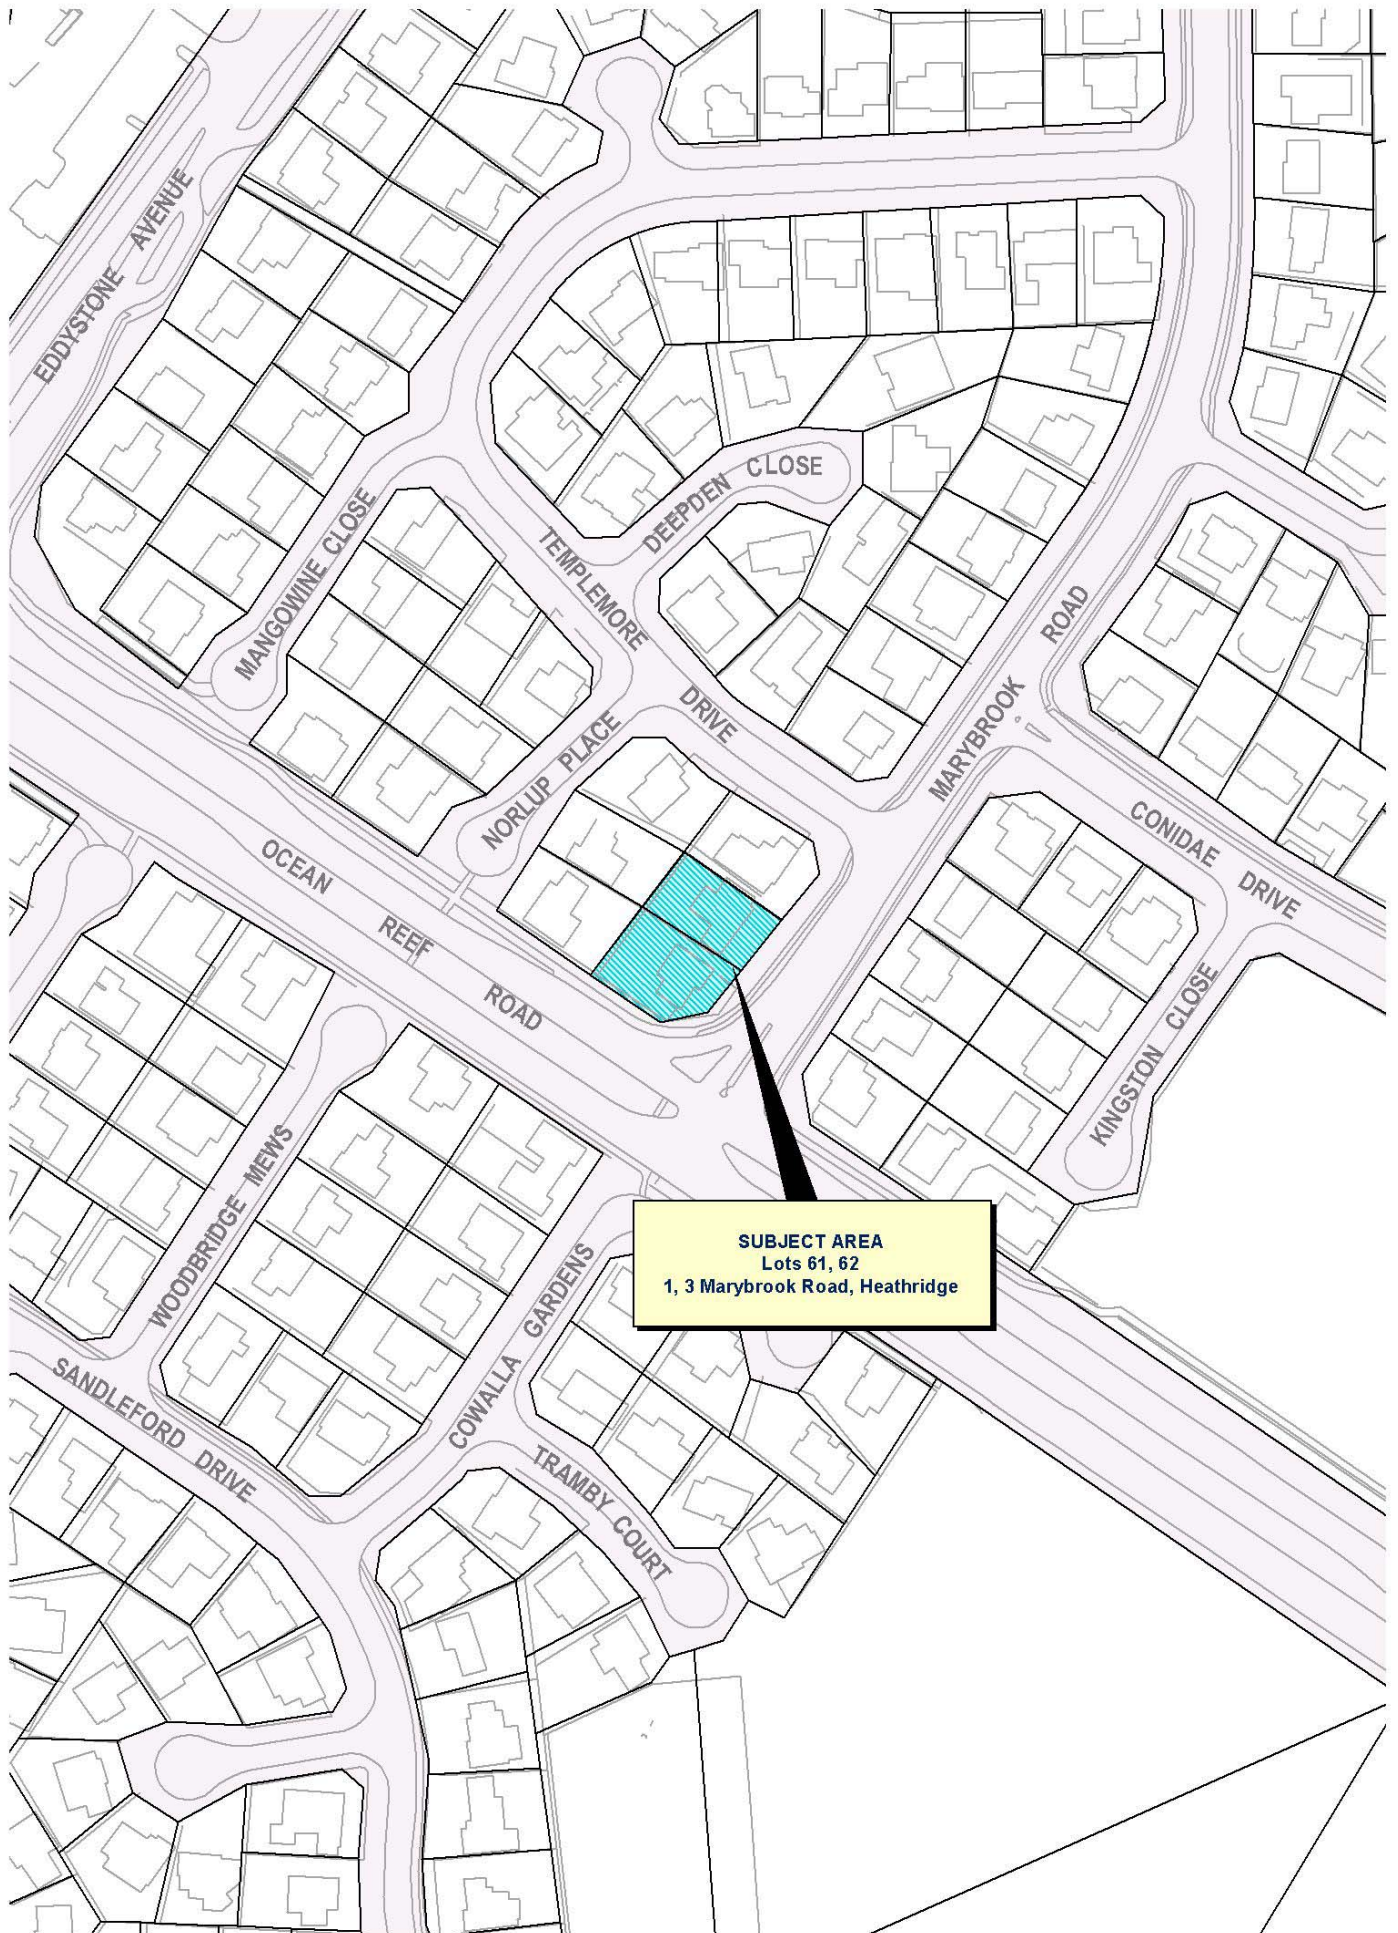 EDDYSTONE AVENUE
DEEPDEN CLOSE
MANGOWINE CLOSE
TEMPLEMORE DRIVE
MARYBROOK ROAD
NORLUP PLACE
CONIDAE DRIVE
OCEAN REEF ROAD
KINGSTON CLOSE
WOODBRIDGE MEWS
SUBJECT AREA
Lots 61, 62
1, 3 Marybrook Road, Heathridge
COWALLA GARDENS
SANDLEFORD DRIVE
TRAMBY COURT